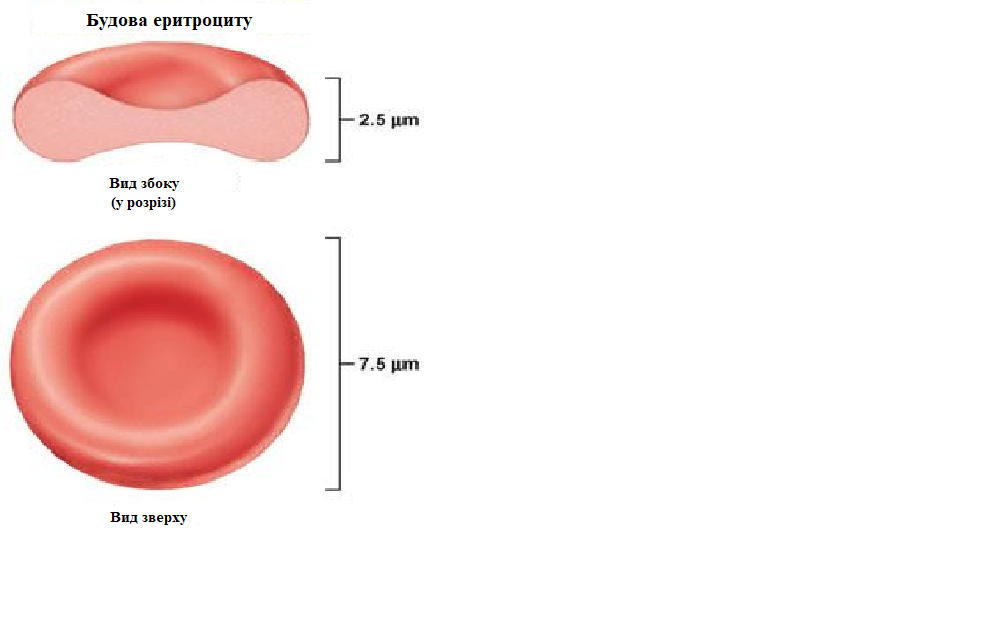 Будова еритроциту
2.5 µm
Вид збоку
(у розрізі)
7.5 µm
Вид зверху